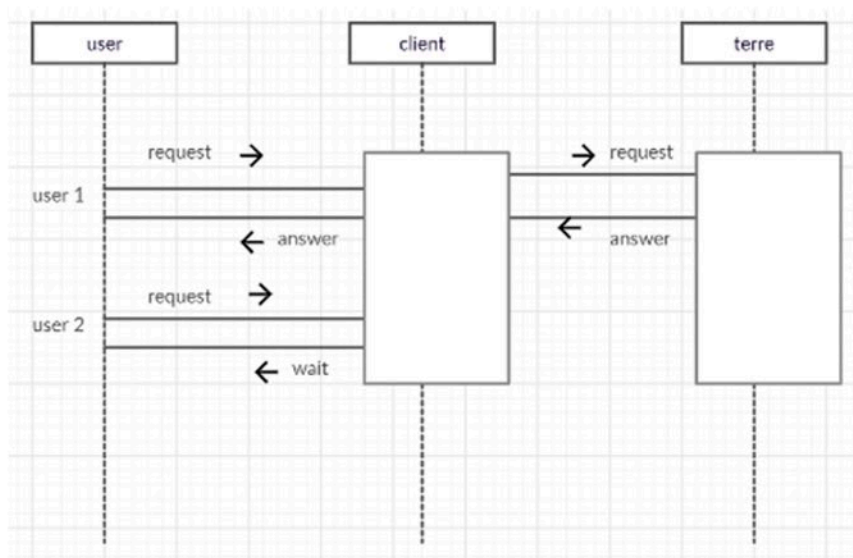 user
client
terre
request
request
user 1
answer
answer
request
user 2
wait